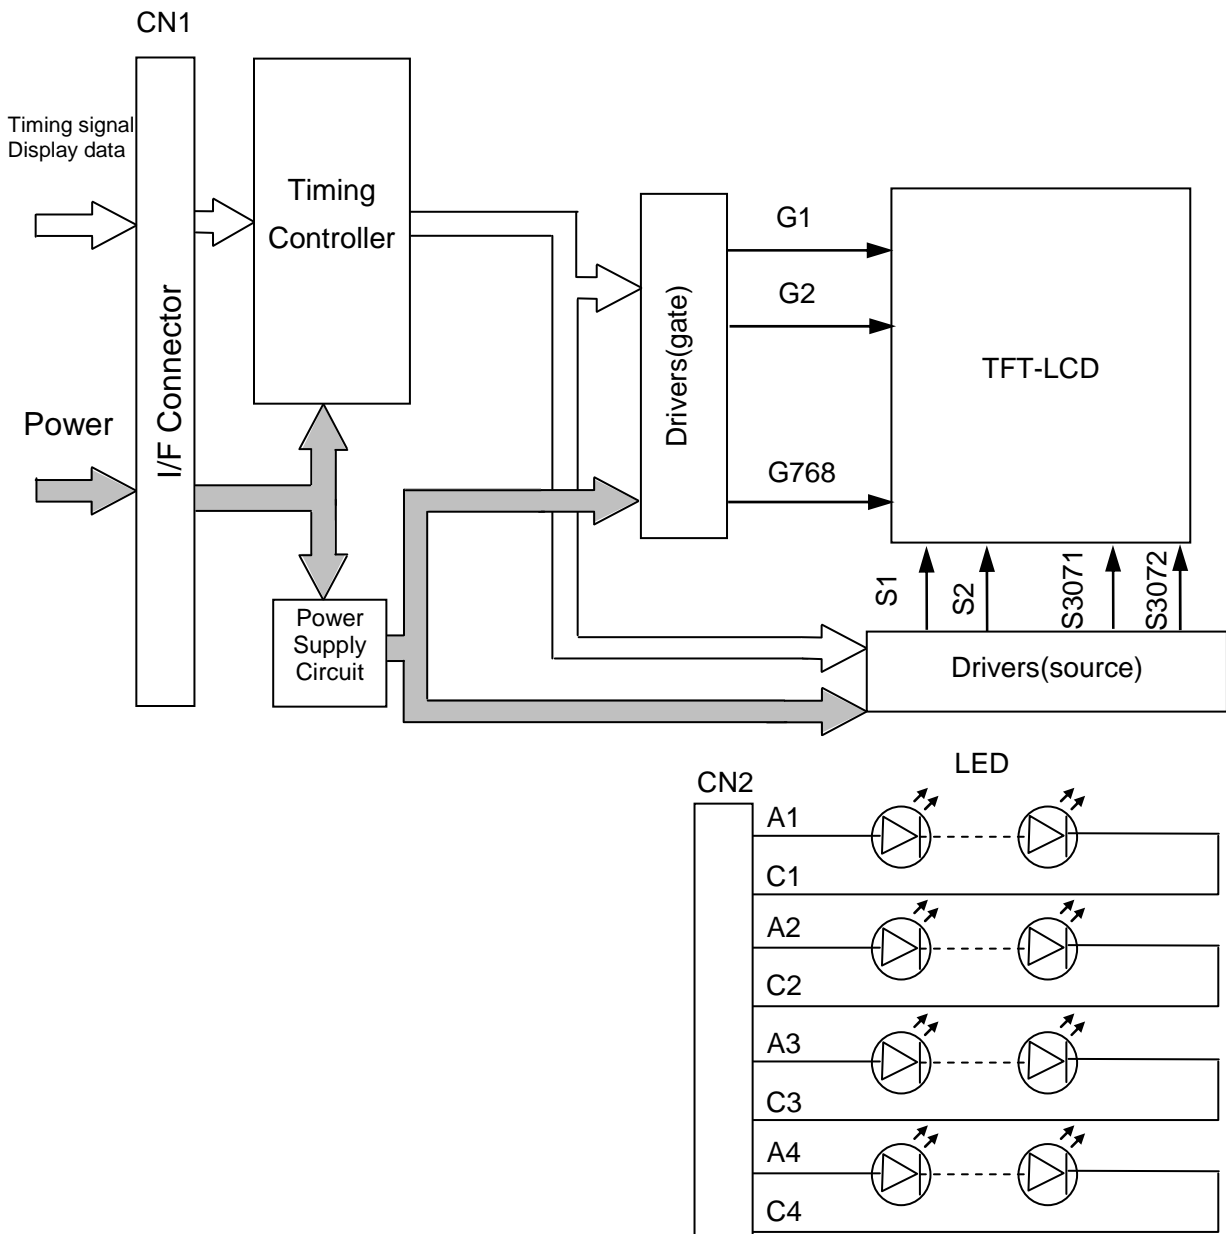 CN1
Timing signal
Display data
Power
I/F Connector
Timing
Controller
Power
Supply
Circuit
Drivers(gate)
G1
G2
G768
TFT-LCD
S1
S2
S3071
S3072
Drivers(source)
LED
CN2
A1
C1
A2
C2
A3
C3
A4
C4